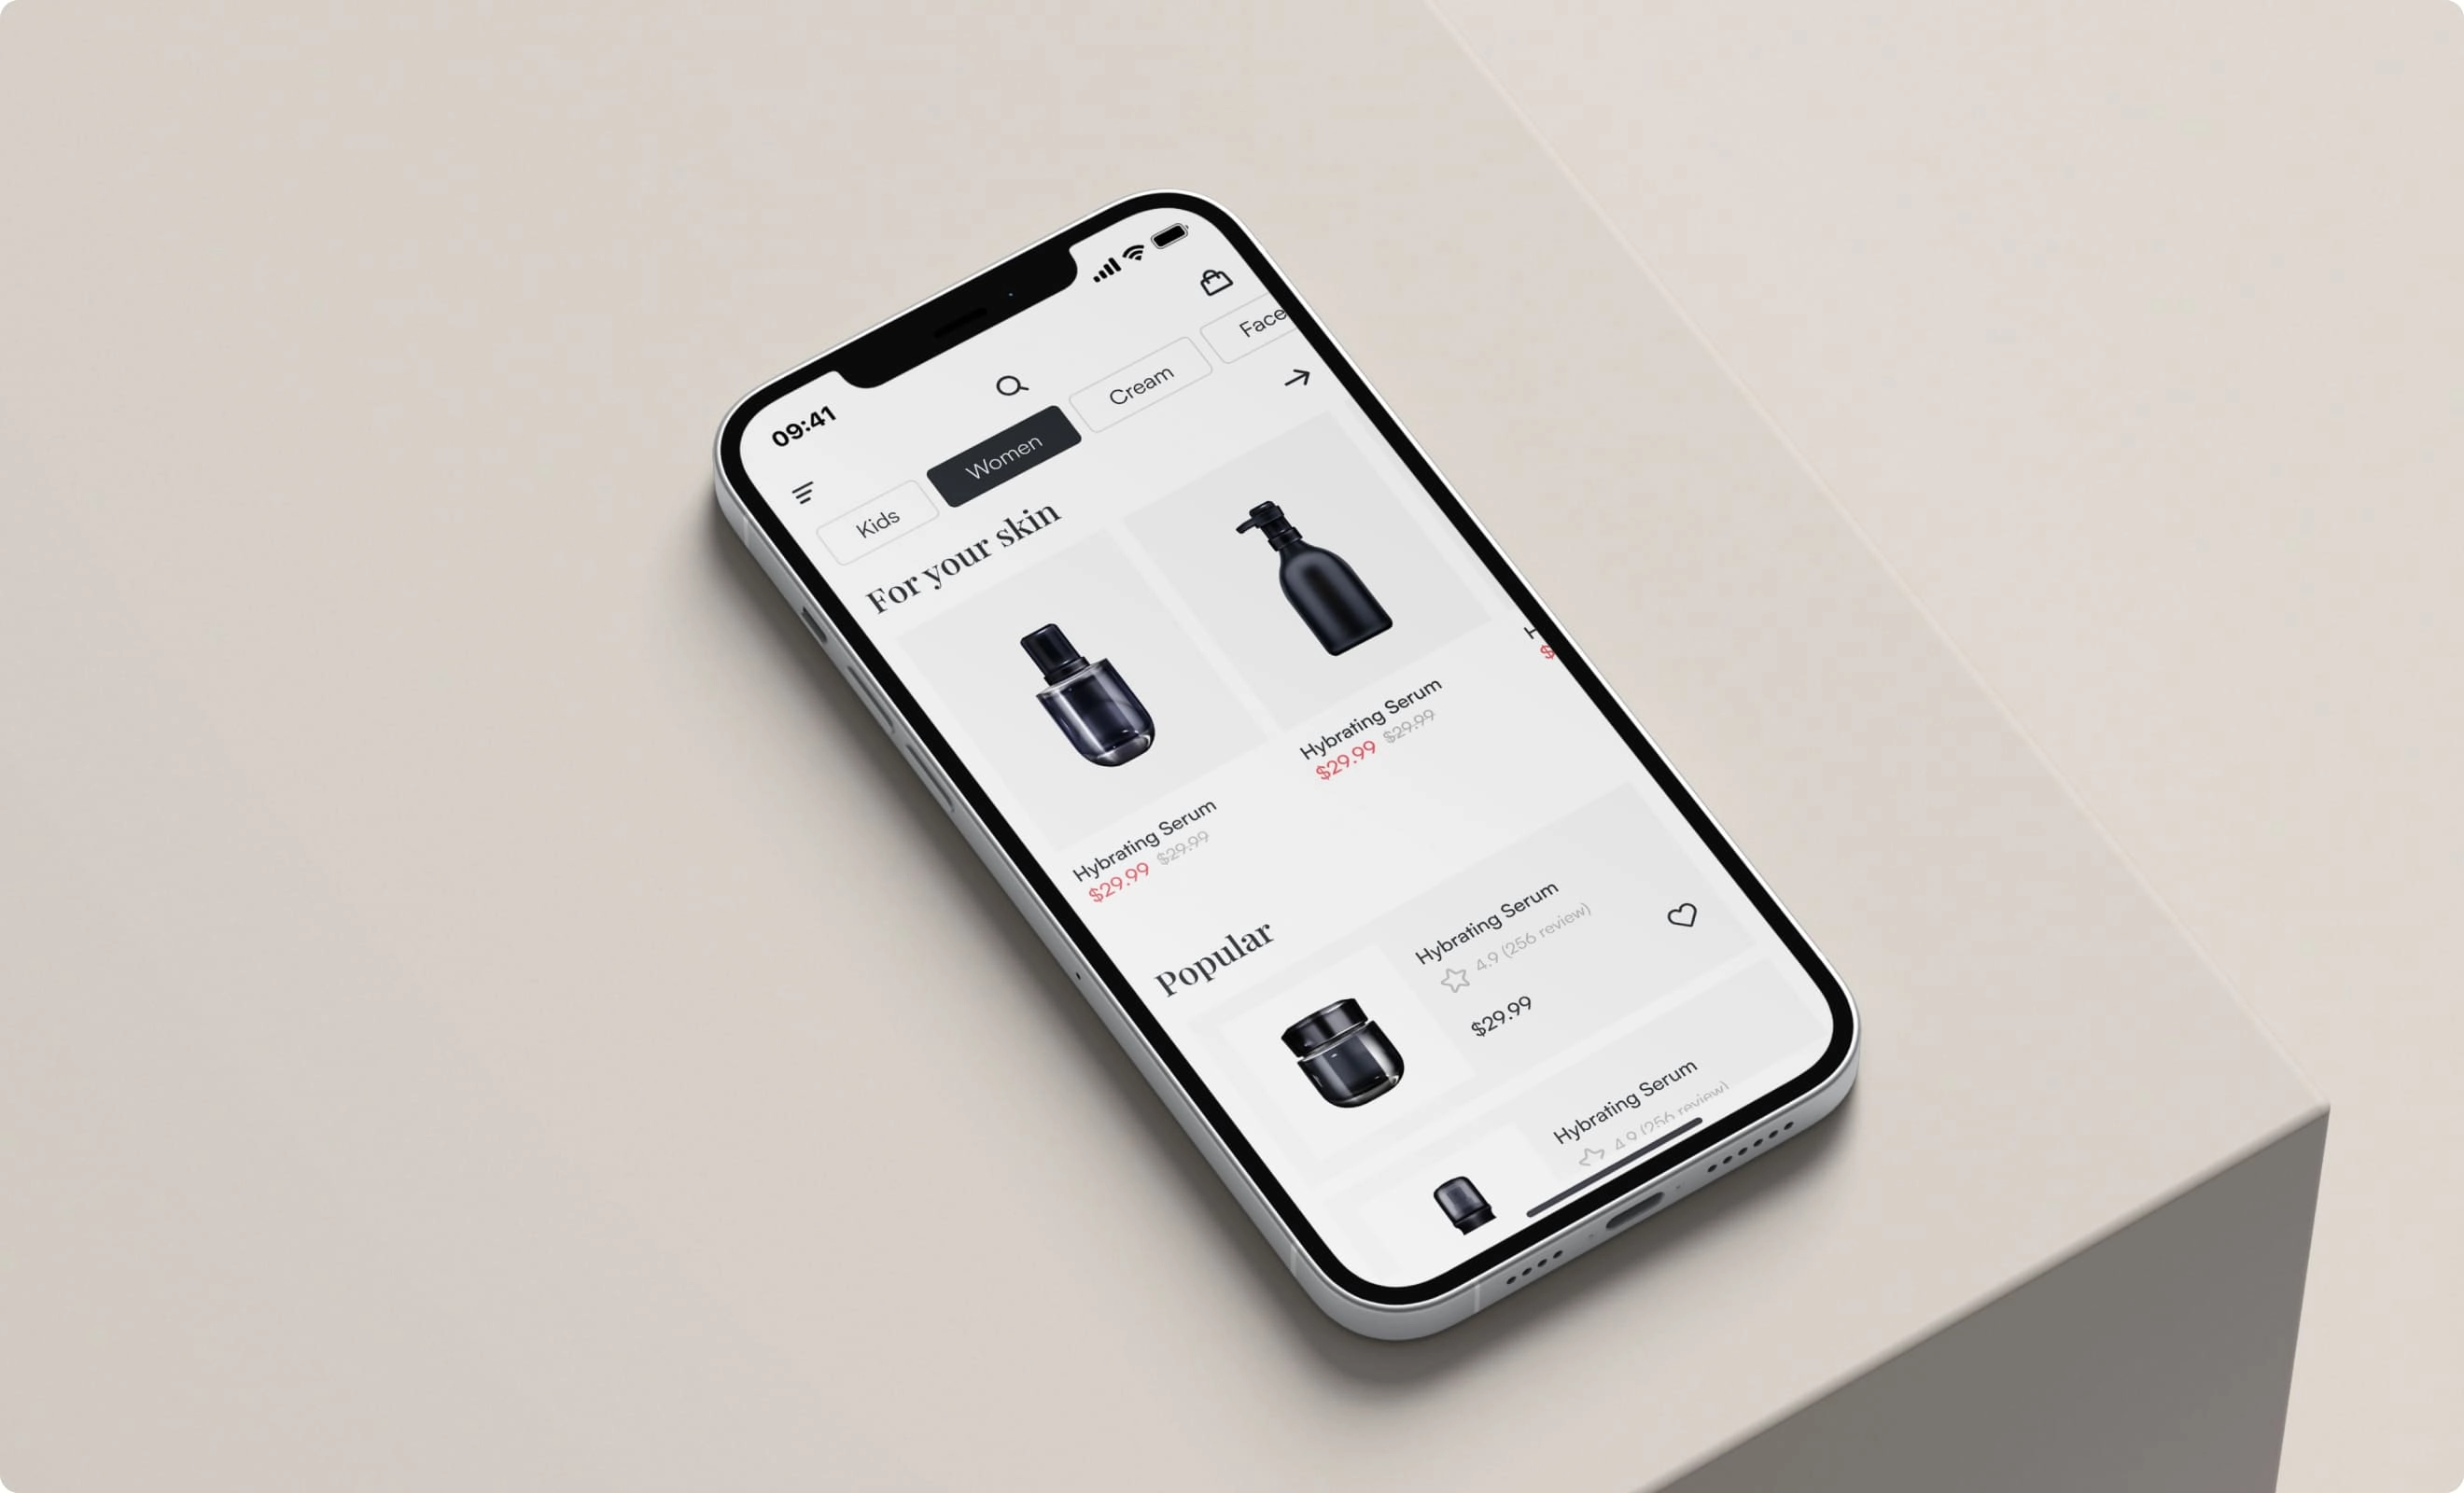 09:41
Kids
Women
Cream
Face
For your skin
Hybrating Serum
$29.99 $29.99
Hybrating Serum
$29.99 $29.99
H
$
Popular
Hybrating Serum
4.9 (256 review)
$29.99
Hybrating Serum
4.9 (256 review)